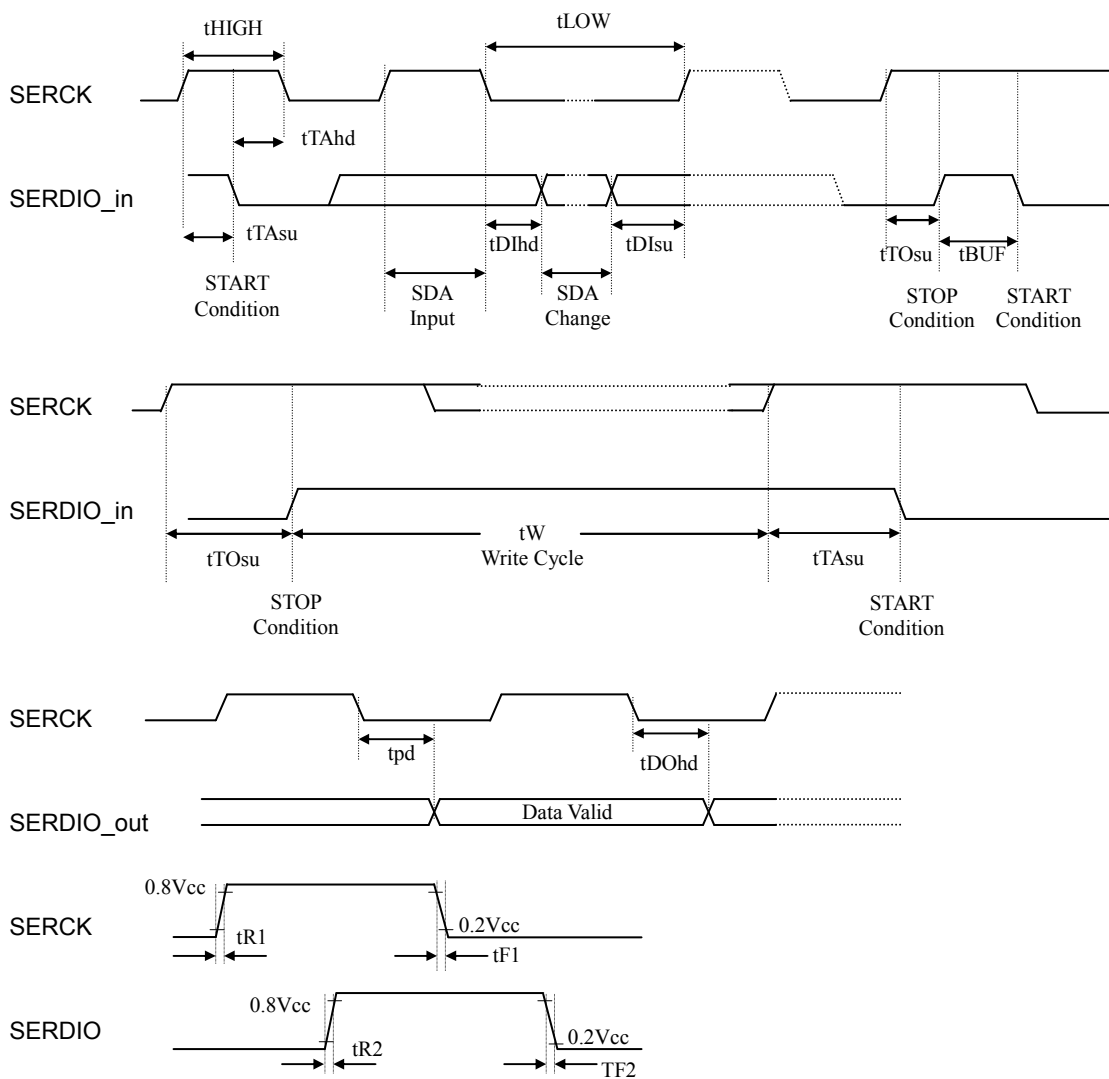 tHIGH
tLOW
SERCK
tTAhd
SERDIO_in
tTAsu
tDIhd
tDIsu
tTOsu
tBUF
START
Condition
SDA
Input
SDA
Change
STOP
Condition
START
Condition
SERCK
SERDIO_in
tTOsu
tW
Write Cycle
tTAsu
STOP
Condition
START
Condition
SERCK
tpd
tDOhd
SERDIO_out
Data Valid
0.8Vcc
SERCK
0.2Vcc
tR1
tF1
0.8Vcc
SERDIO
0.2Vcc
tR2
TF2